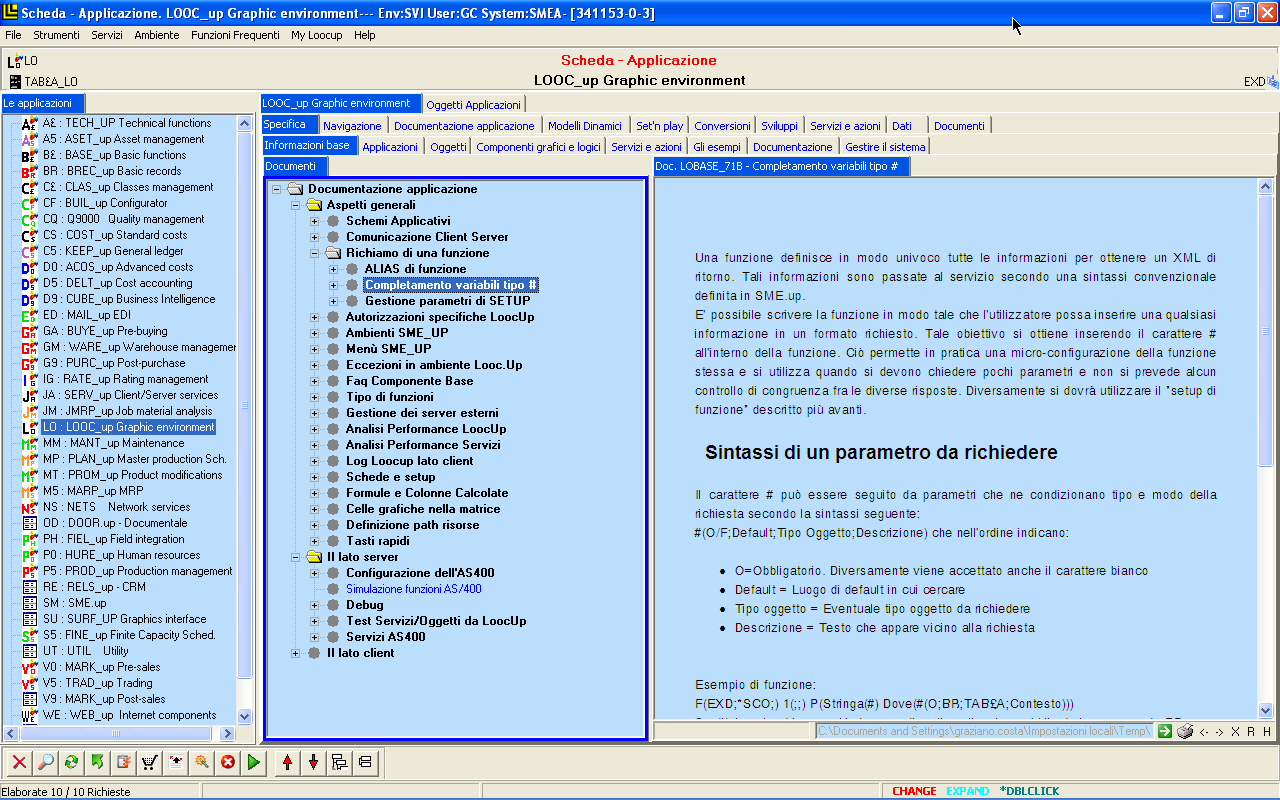 Scheda - Applicazione. LOOC_up Graphic environment--- Env:SVI User:GC System:SMEA- [341153-0-3]
File Strumenti Servizi Ambiente Funzioni Frequenti My Loocup Help
LO
Scheda - Applicazione
TAB£A_LO
LOOC_up Graphic environment
EXD
Le applicazioni
A£ : TECH_UP Technical functions
A5 : ASET_up Asset management
B£ : BASE_up Basic functions
BR : BREC_up Basic records
C£ : CLAS_up Classes management
CF : BUIL_up Configurator
CQ : Q9000 Quality management
CS : COST_up Standard costs
C5 : KEEP_up General ledger
D0 : ACOS_up Advanced costs
D5 : DELT_up Cost accounting
D9 : CUBE_up Business Intelligence
ED : MAIL_up EDI
GA : BUYE_up Pre-buying
GM : WARE_up Warehouse managemer
G9 : PURC_up Post-purchase
IG : RATE_up Rating management
JA : SERV_up Client/Server services
JM : JMRP_up Job material analysis
LO : LOOC_up Graphic environment
MM : MANT_up Maintenance
MP : PLAN_up Master production Sch.
MT : PROM_up Product modifications
M5 : MARP_up MRP
NS : NETS Network services
OD : DOOR.up - Documentale
PH : FIEL_up Field integration
P0 : HURE_up Human resources
P5 : PROD_up Production management
RE : RELS_up - CRM
SM : SME.up
SU : SURF_UP Graphics interface
S5 : FINE_up Finite Capacity Sched.
UT : UTIL Utility
V0 : MARK_up Pre-sales
V5 : TRAD_up Trading
V9 : MARK_up Post-sales
WE : WEB_up Internet components
LOOC_up Graphic environment Oggetti Applicazioni
Specifica Navigazione Documentazione applicazione Modelli Dinamici Set'n play Conversioni Sviluppi Servizi e azioni Dati Documenti
Informazioni base Applicazioni Oggetti Componenti grafici e logici Servizi e azioni Gli esempi Documentazione Gestire il sistema
Documenti
Documentazione applicazione
Aspetti generali
Schemi Applicativi
Comunicazione Client Server
Richiamo di una funzione
ALIAS di funzione
Completamento variabili tipo #
Gestione parametri di SETUP
Autorizzazioni specifiche LoocUp
Ambienti SME_UP
Menù SME_UP
Eccezioni in ambiente Looc.Up
Faq Componente Base
Tipo di funzioni
Gestione dei server esterni
Analisi Performance LoocUp
Analisi Performance Servizi
Log Loocup lato client
Schede e setup
Formule e Colonne Calcolate
Celle grafiche nella matrice
Definizione path risorse
Tasti rapidi
Il lato server
Configurazione dell'AS400
Simulazione funzioni AS/400
Debug
Test Servizi/Oggetti da LoocUp
Servizi AS400
Il lato client
Doc. LOBASE_71B - Completamento variabili tipo #
Una funzione definisce in modo univoco tutte le informazioni per ottenere un XML di
ritorno. Tali informazioni sono passate al servizio secondo una sintassi convenzionale
definita in SME.up.
E' possibile scrivere la funzione in modo tale che l'utilizzatore possa inserire una qualsiasi
informazione in un formato richiesto. Tale obiettivo si ottiene inserendo il carattere #
all'interno della funzione. Ciò permette in pratica una micro-configurazione della funzione
stessa e si utilizza quando si devono chiedere pochi parametri e non si prevede alcun
controllo di congruenza fra le diverse risposte. Diversamente si dovrà utilizzare il "setup di
funzione" descritto più avanti.
Sintassi di un parametro da richiedere
Il carattere # può essere seguito da parametri che ne condizionano tipo e modo della
richiesta secondo la sintassi seguente:
#(O/F;Default;Tipo Oggetto;Descrizione) che nell'ordine indicano:
• O=Obbligatorio. Diversamente viene accettato anche il carattere bianco
• Default = Luogo di default in cui cercare
• Tipo oggetto = Eventuale tipo oggetto da richiedere
• Descrizione = Testo che appare vicino alla richiesta
Esempio di funzione:
F(EXD;*SCO;) 1(;;) P(Stringa(#) Dove(#(O;BR;TAB£A;Contesto)))
C:\Documents and Settings\graziano.costa\Impostazioni locali\Temp\
<- -> X R H
Elaborate 10 / 10 Richieste
CHANGE EXPAND *DBLCLICK